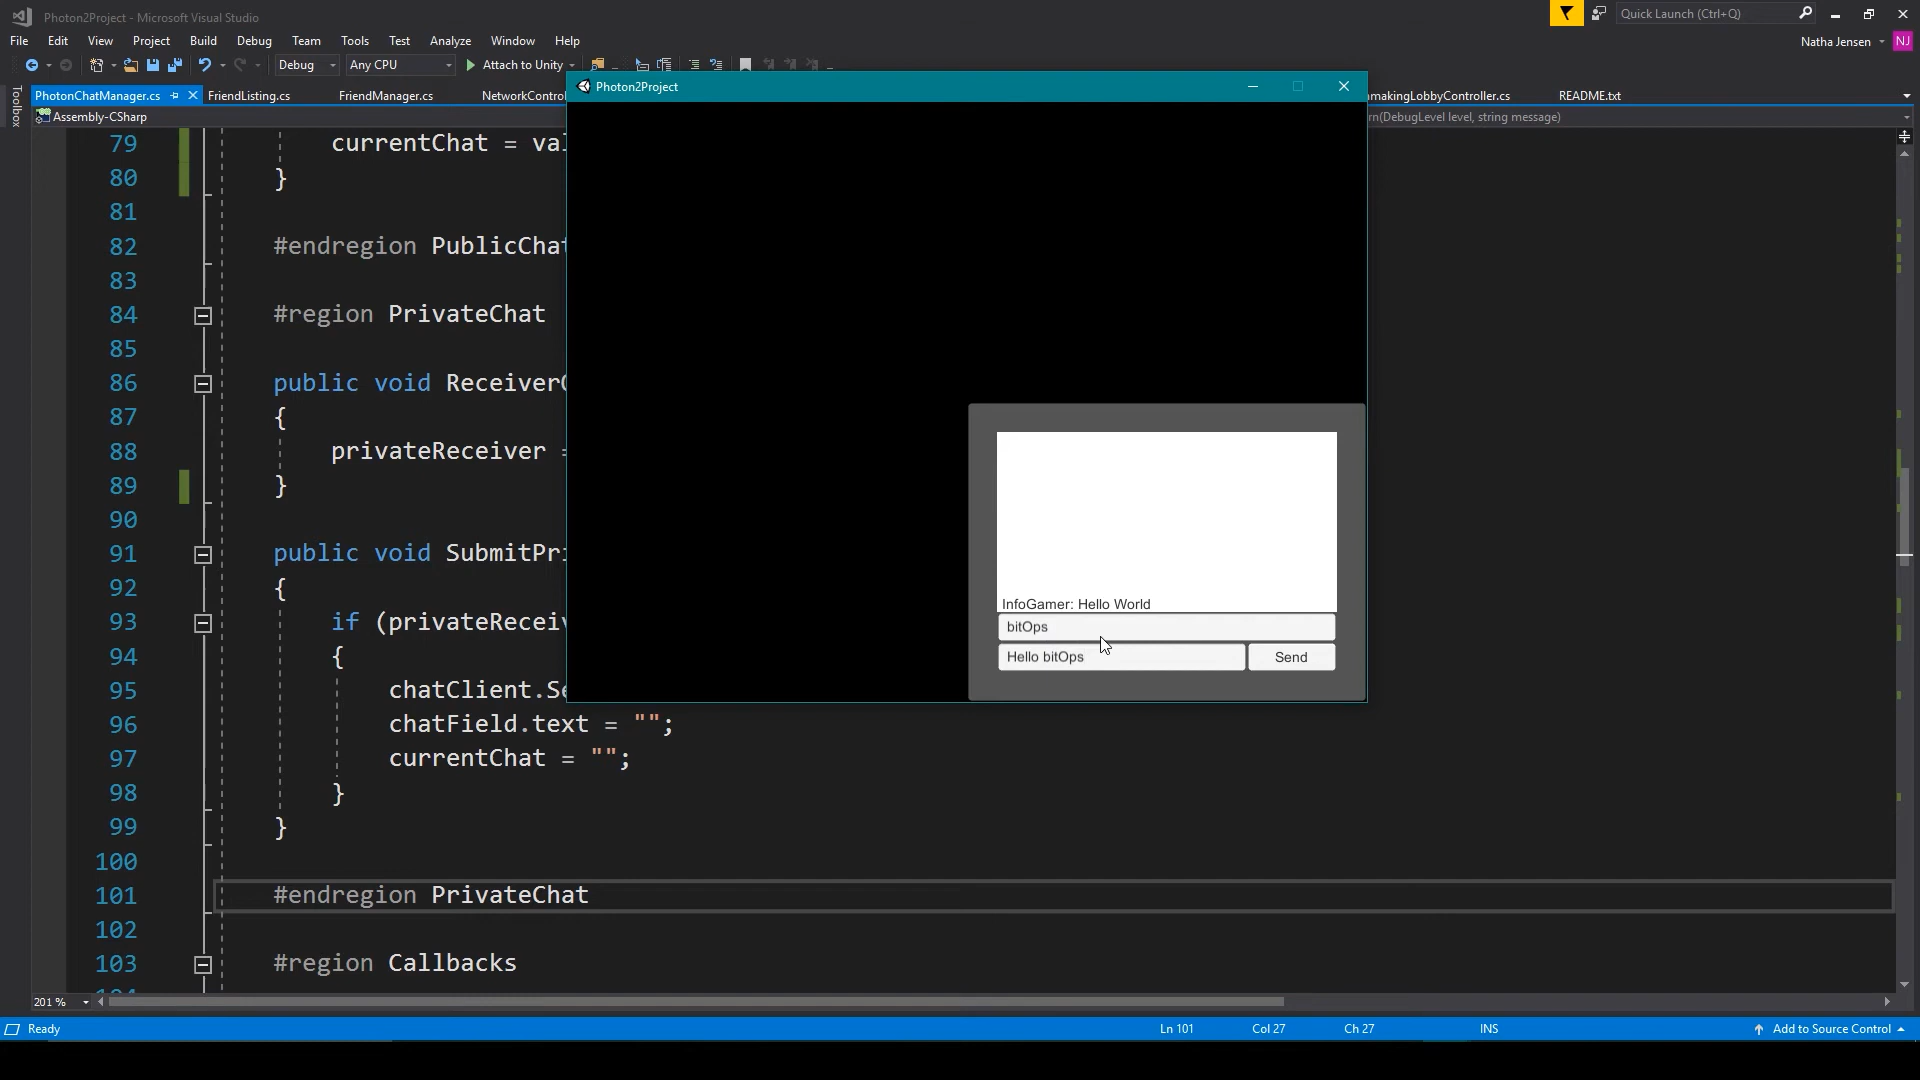 Photon2Project - Microsoft Visual Studio
Quick Launch (Ctrl+Q)
File Edit View Project Build Debug Team Tools Test Analyze Window Help
Natha Jensen NJ
Debug Any CPU Attach to Unity
Toolbox
PhotonChatManager.cs FriendListing.cs FriendManager.cs NetworkControl makingLobbyController.cs README.txt
Assembly-CSharp
(DebugLevel level, string message)
Photon2Project
79 currentChat =
80 }
81
82 #endregion PublicChat
83
84 #region PrivateChat
85
86 public void Receiver
87 {
88 privateReceiver =
89 }
90
91 public void SubmitPri
92 {
93 if (privateReceiv
94 {
95 chatClient.Se
96 chatField.text = "";
97 currentChat = "";
98 }
99 }
100
101 #endregion PrivateChat
102
103 #region Callbacks
InfoGamer: Hello World
bitOps
Hello bitOps Send
201 %
Ready Ln 101 Col 27 Ch 27 INS Add to Source Control